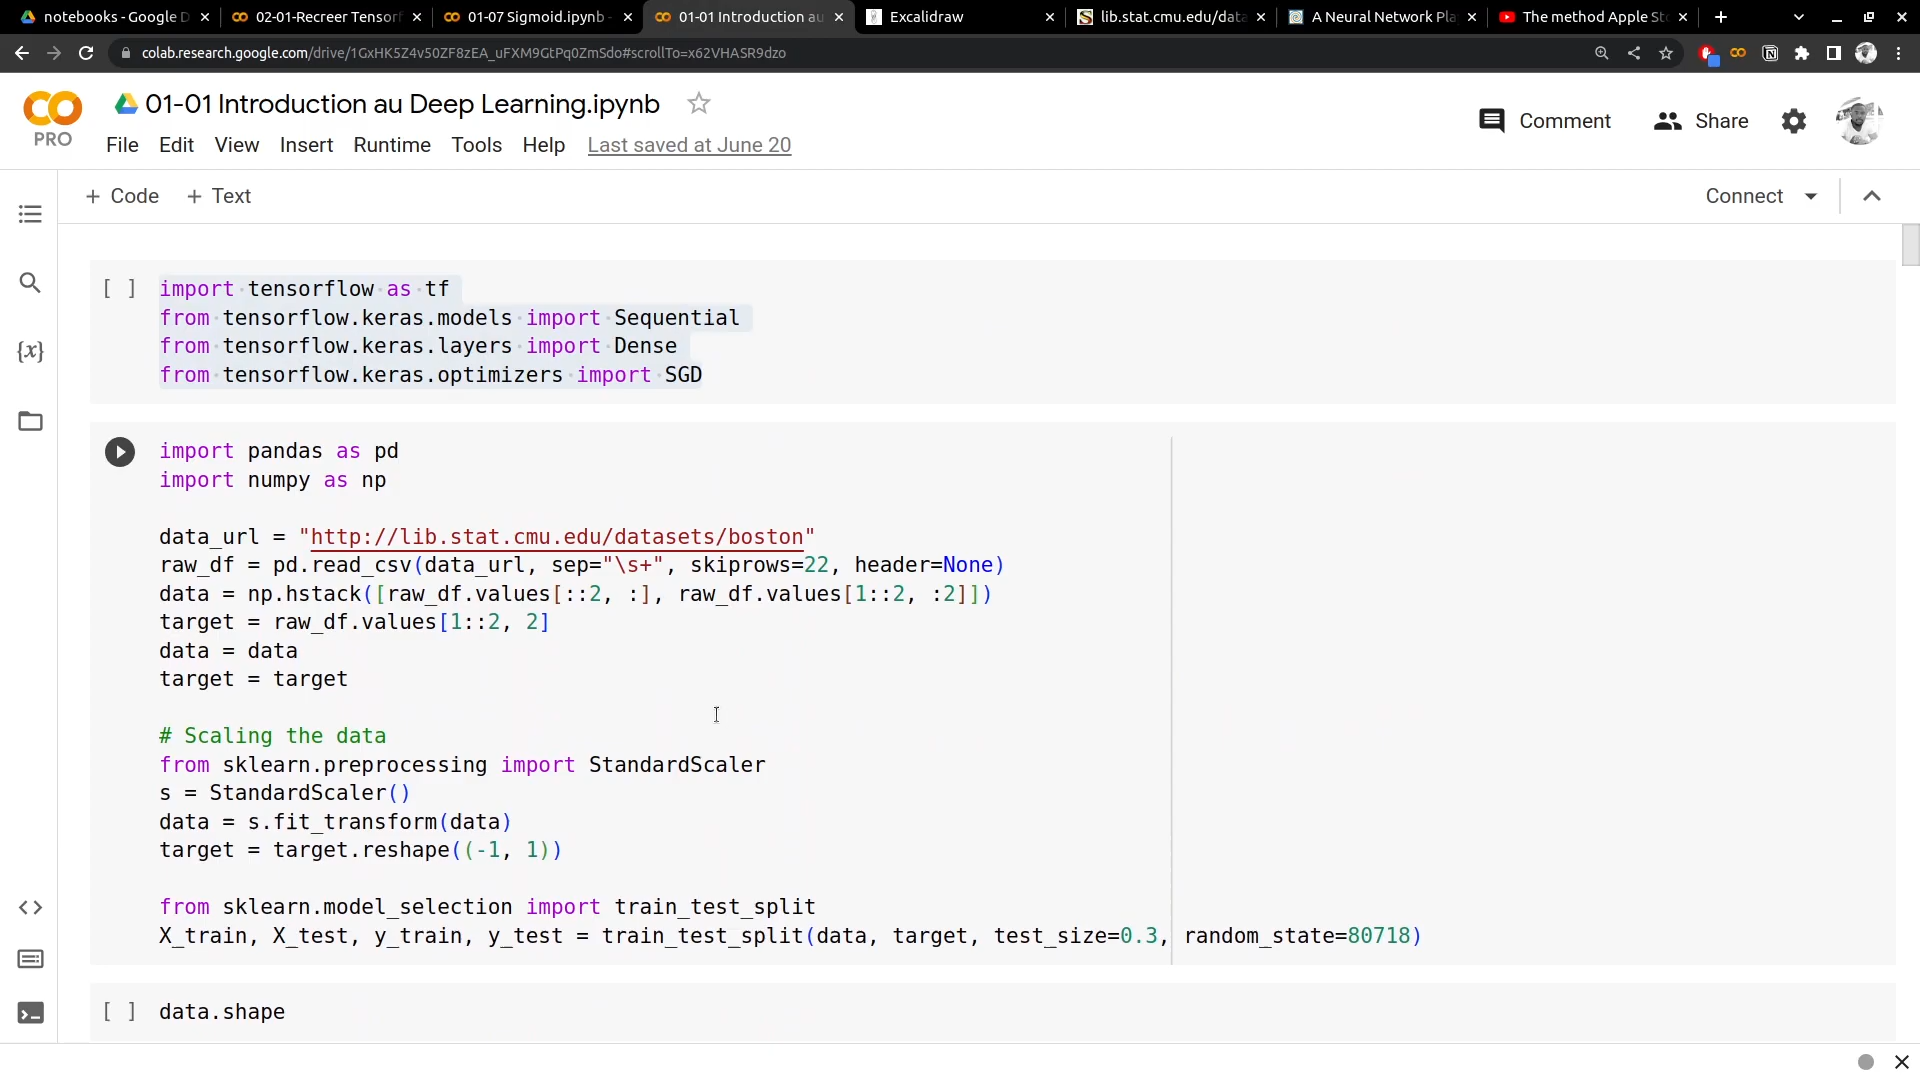 notebooks - Google D
02-01-Recreer Tensorf
01-07 Sigmoid.ipynb -
01-01 Introduction au
Excalidraw
lib.stat.cmu.edu/data
A Neural Network Pla
The method Apple Sto
colab.research.google.com/drive/1GxHK5Z4v50ZF8zEA_uFXM9GtPq0ZmSdo#scrollTo=x62VHASR9dzo
PRO
01-01 Introduction au Deep Learning.ipynb
File Edit View Insert Runtime Tools Help Last saved at June 20
Comment
Share
+ Code + Text
Connect
[ ] import tensorflow as tf
from tensorflow.keras.models import Sequential
from tensorflow.keras.layers import Dense
from tensorflow.keras.optimizers import SGD
import pandas as pd
import numpy as np
data_url = "http://lib.stat.cmu.edu/datasets/boston"
raw_df = pd.read_csv(data_url, sep="\s+", skiprows=22, header=None)
data = np.hstack([raw_df.values[::2, :], raw_df.values[1::2, :2]])
target = raw_df.values[1::2, 2]
data = data
target = target
# Scaling the data
from sklearn.preprocessing import StandardScaler
s = StandardScaler()
data = s.fit_transform(data)
target = target.reshape((-1, 1))
from sklearn.model_selection import train_test_split
X_train, X_test, y_train, y_test = train_test_split(data, target, test_size=0.3, random_state=80718)
[ ] data.shape